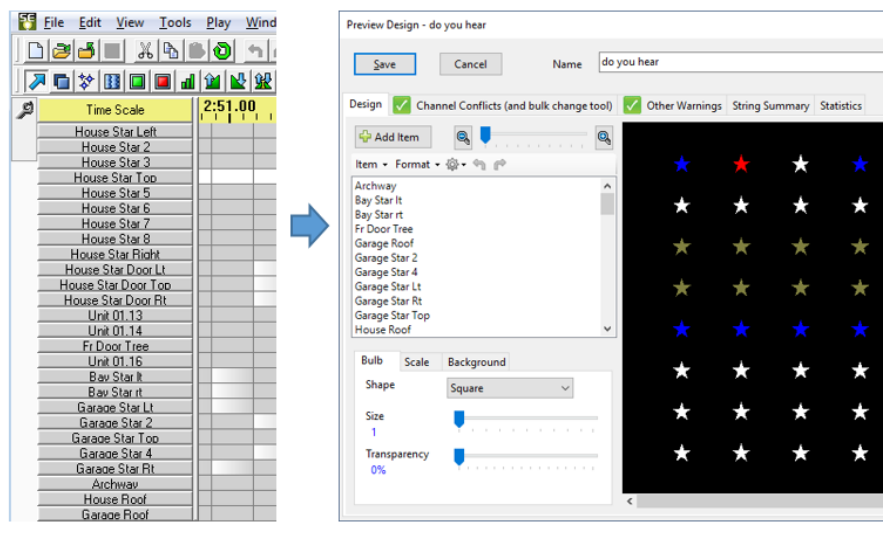 File Edit View Tools Play Wind
Time Scale 2:51.00
House Star Left
House Star 2
House Star 3
House Star Top
House Star 5
House Star 6
House Star 7
House Star 8
House Star Right
House Star Door Lt
House Star Door Top
House Star Door Rt
Unit 01.13
Unit 01.14
Fr Door Tree
Unit 01.16
Bay Star lt
Bay Star rt
Garage Star Lt
Garage Star 2
Garage Star Top
Garage Star 4
Garage Star Rt
Archway
House Roof
Garage Roof
Preview Design - do you hear
Save Cancel Name do you hear
Design Channel Conflicts (and bulk change tool) Other Warnings String Summary Statistics
Add Item
Item Format
Archway
Bay Star lt
Bay Star rt
Fr Door Tree
Garage Roof
Garage Star 2
Garage Star 4
Garage Star Lt
Garage Star Rt
Garage Star Top
House Roof
Bulb Scale Background
Shape Square
Size
1
Transparency
0%